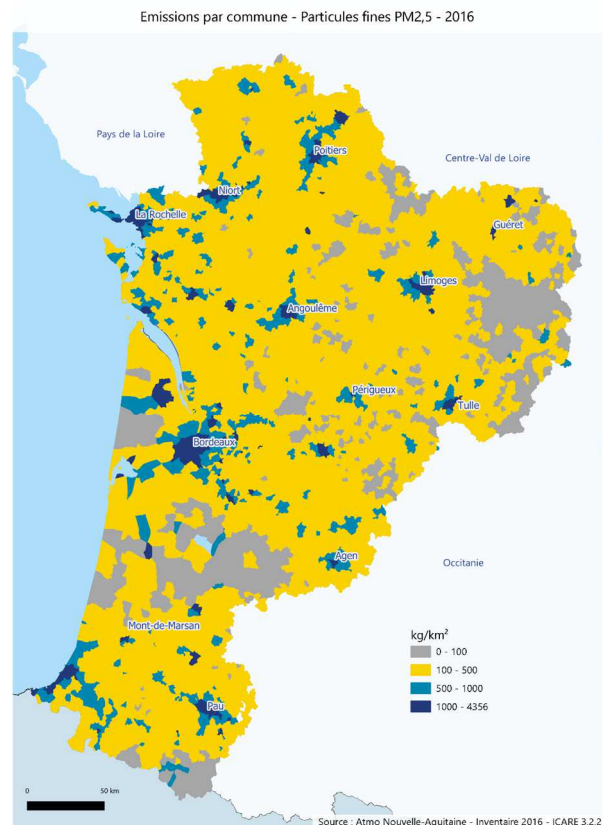 Emissions par commune - Particules fines PM2,5 - 2016
Pays de la Loire
Poitiers
Centre-Val de Loire
Niort
La Rochelle
Guéret
Limoges
Angoulême
Périgueux
Tulle
Bordeaux
Agen
Occitanie
Mont-de-Marsan
kg/km²
0 - 100
100 - 500
500 - 1000
1000 - 4356
Pau
0 50 km
Source : Atmo Nouvelle-Aquitaine - Inventaire 2016 - ICARE 3.2.2